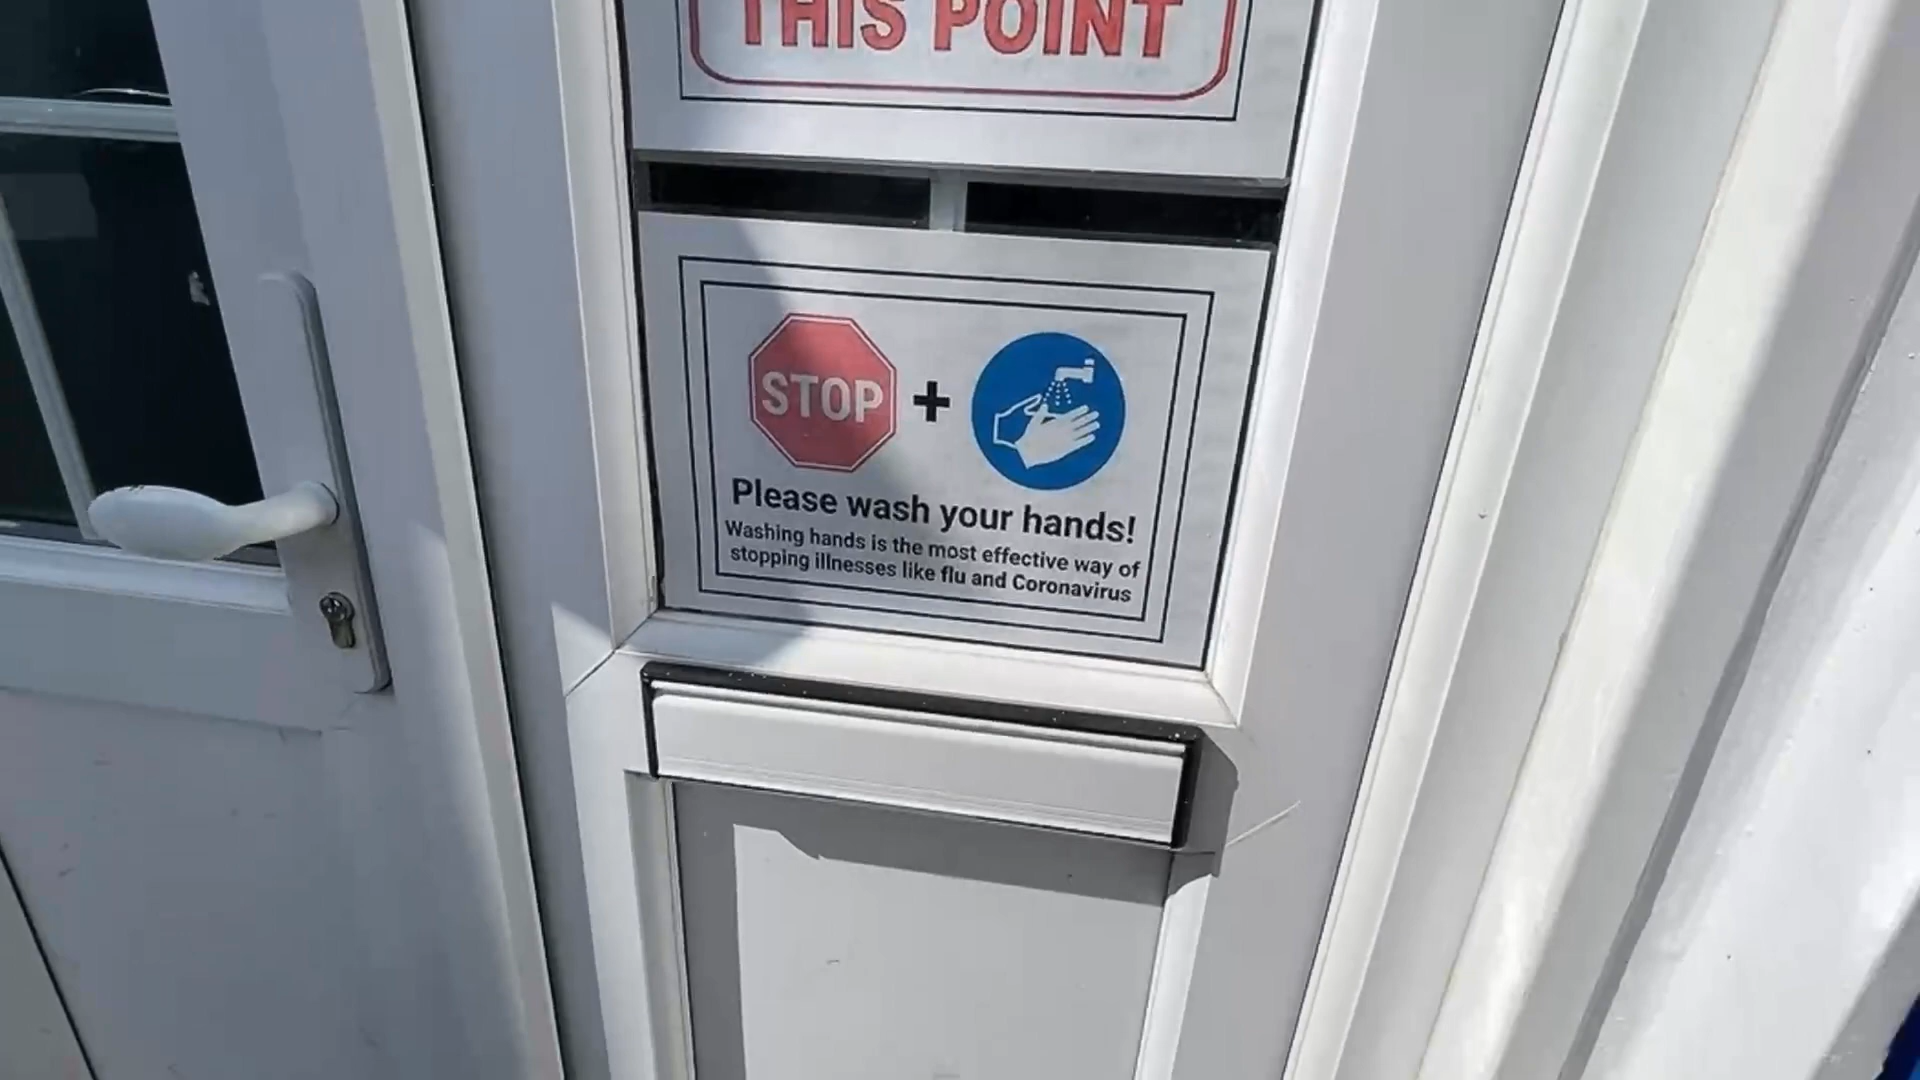 THIS POINT
STOP +
Please wash your hands!
Washing hands is the most effective way of
stopping illnesses like flu and Coronavirus